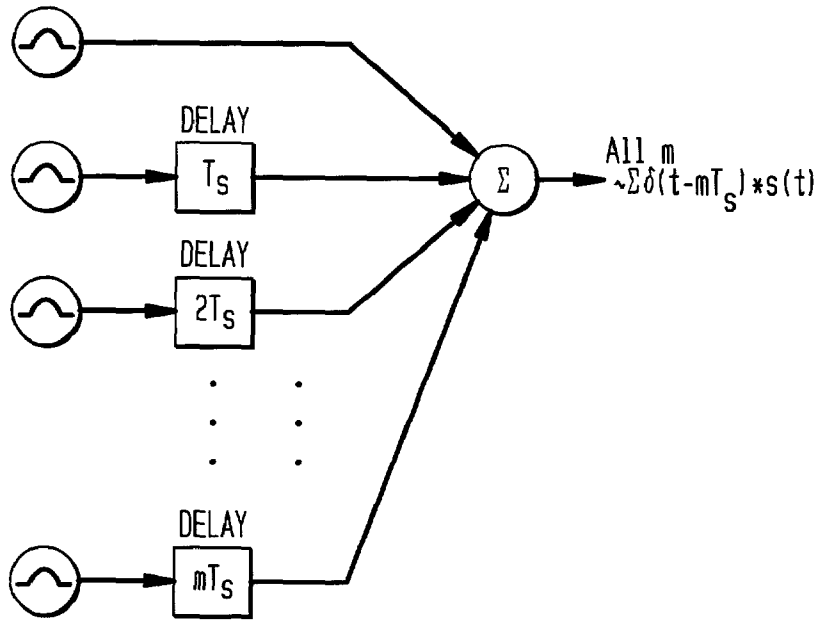 DELAY
Ts
Σ
All m
~Σδ(t-mTs)*s(t)
DELAY
2Ts
DELAY
mTs